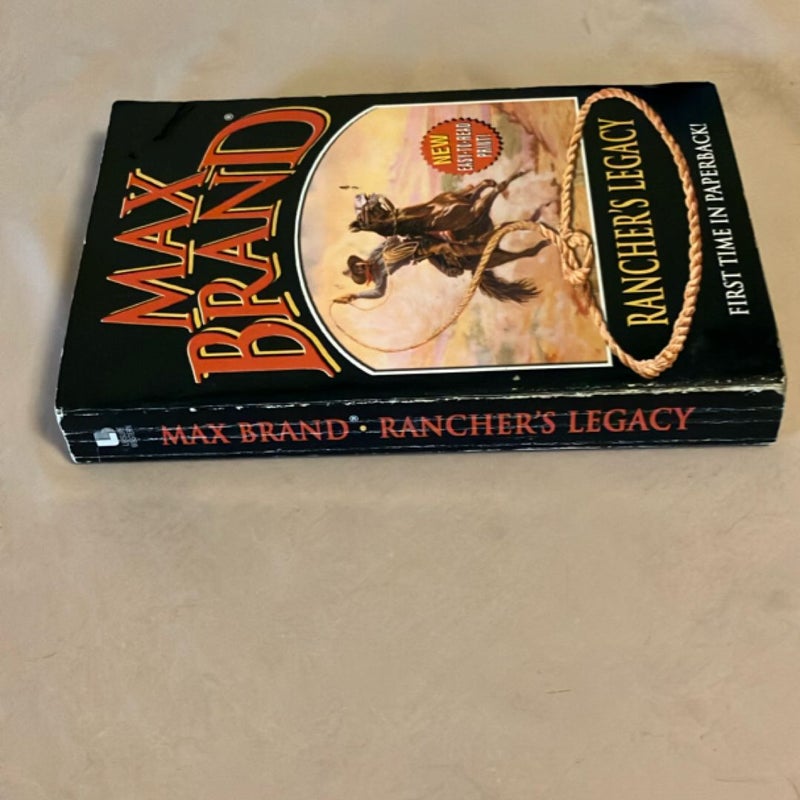 MAX
BRAND®
NEW
EASY-TO-READ
PRINT!
RANCHER'S LEGACY
FIRST TIME IN PAPERBACK!
MAX BRAND® • RANCHER'S LEGACY